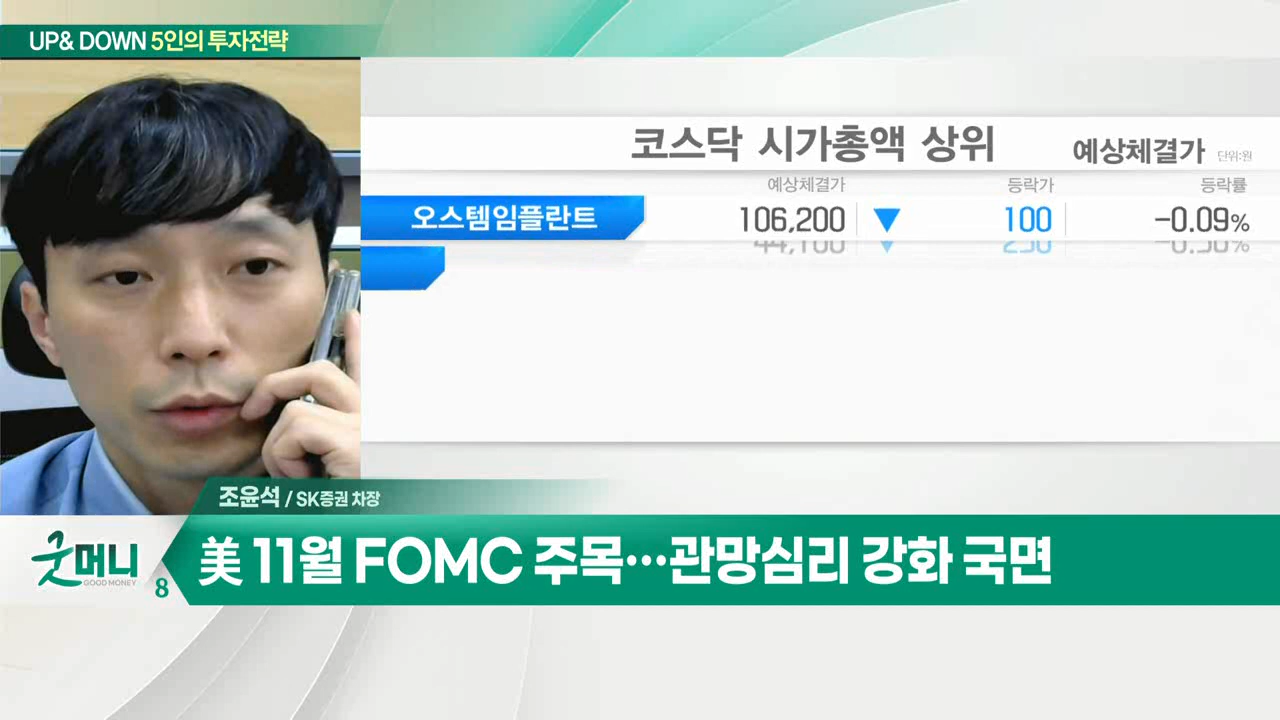 UP& DOWN 5인의 투자전략
코스닥 시가총액 상위 예상체결가 단위:원
예상체결가 등락가 등락률
오스템임플란트 106,200 ▼ 100 -0.09%
조윤석 / SK증권 차장
굿머니
GOOD MONEY
8
美 11월 FOMC 주목…관망심리 강화 국면